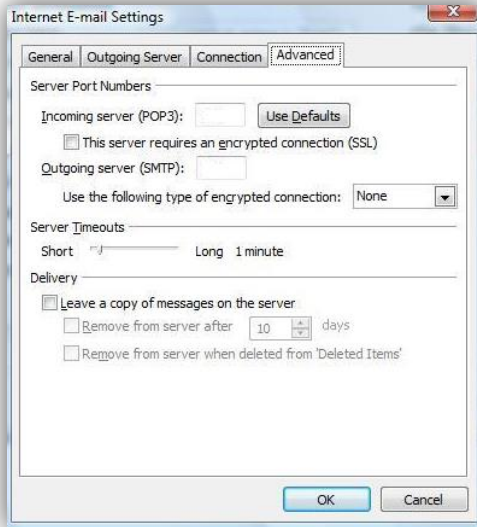 Internet E-mail Settings
General Outgoing Server Connection Advanced
Server Port Numbers
Incoming server (POP3): Use Defaults
This server requires an encrypted connection (SSL)
Outgoing server (SMTP):
Use the following type of encrypted connection: None
Server Timeouts
Short Long 1 minute
Delivery
Leave a copy of messages on the server
Remove from server after 10 days
Remove from server when deleted from 'Deleted Items'
OK Cancel